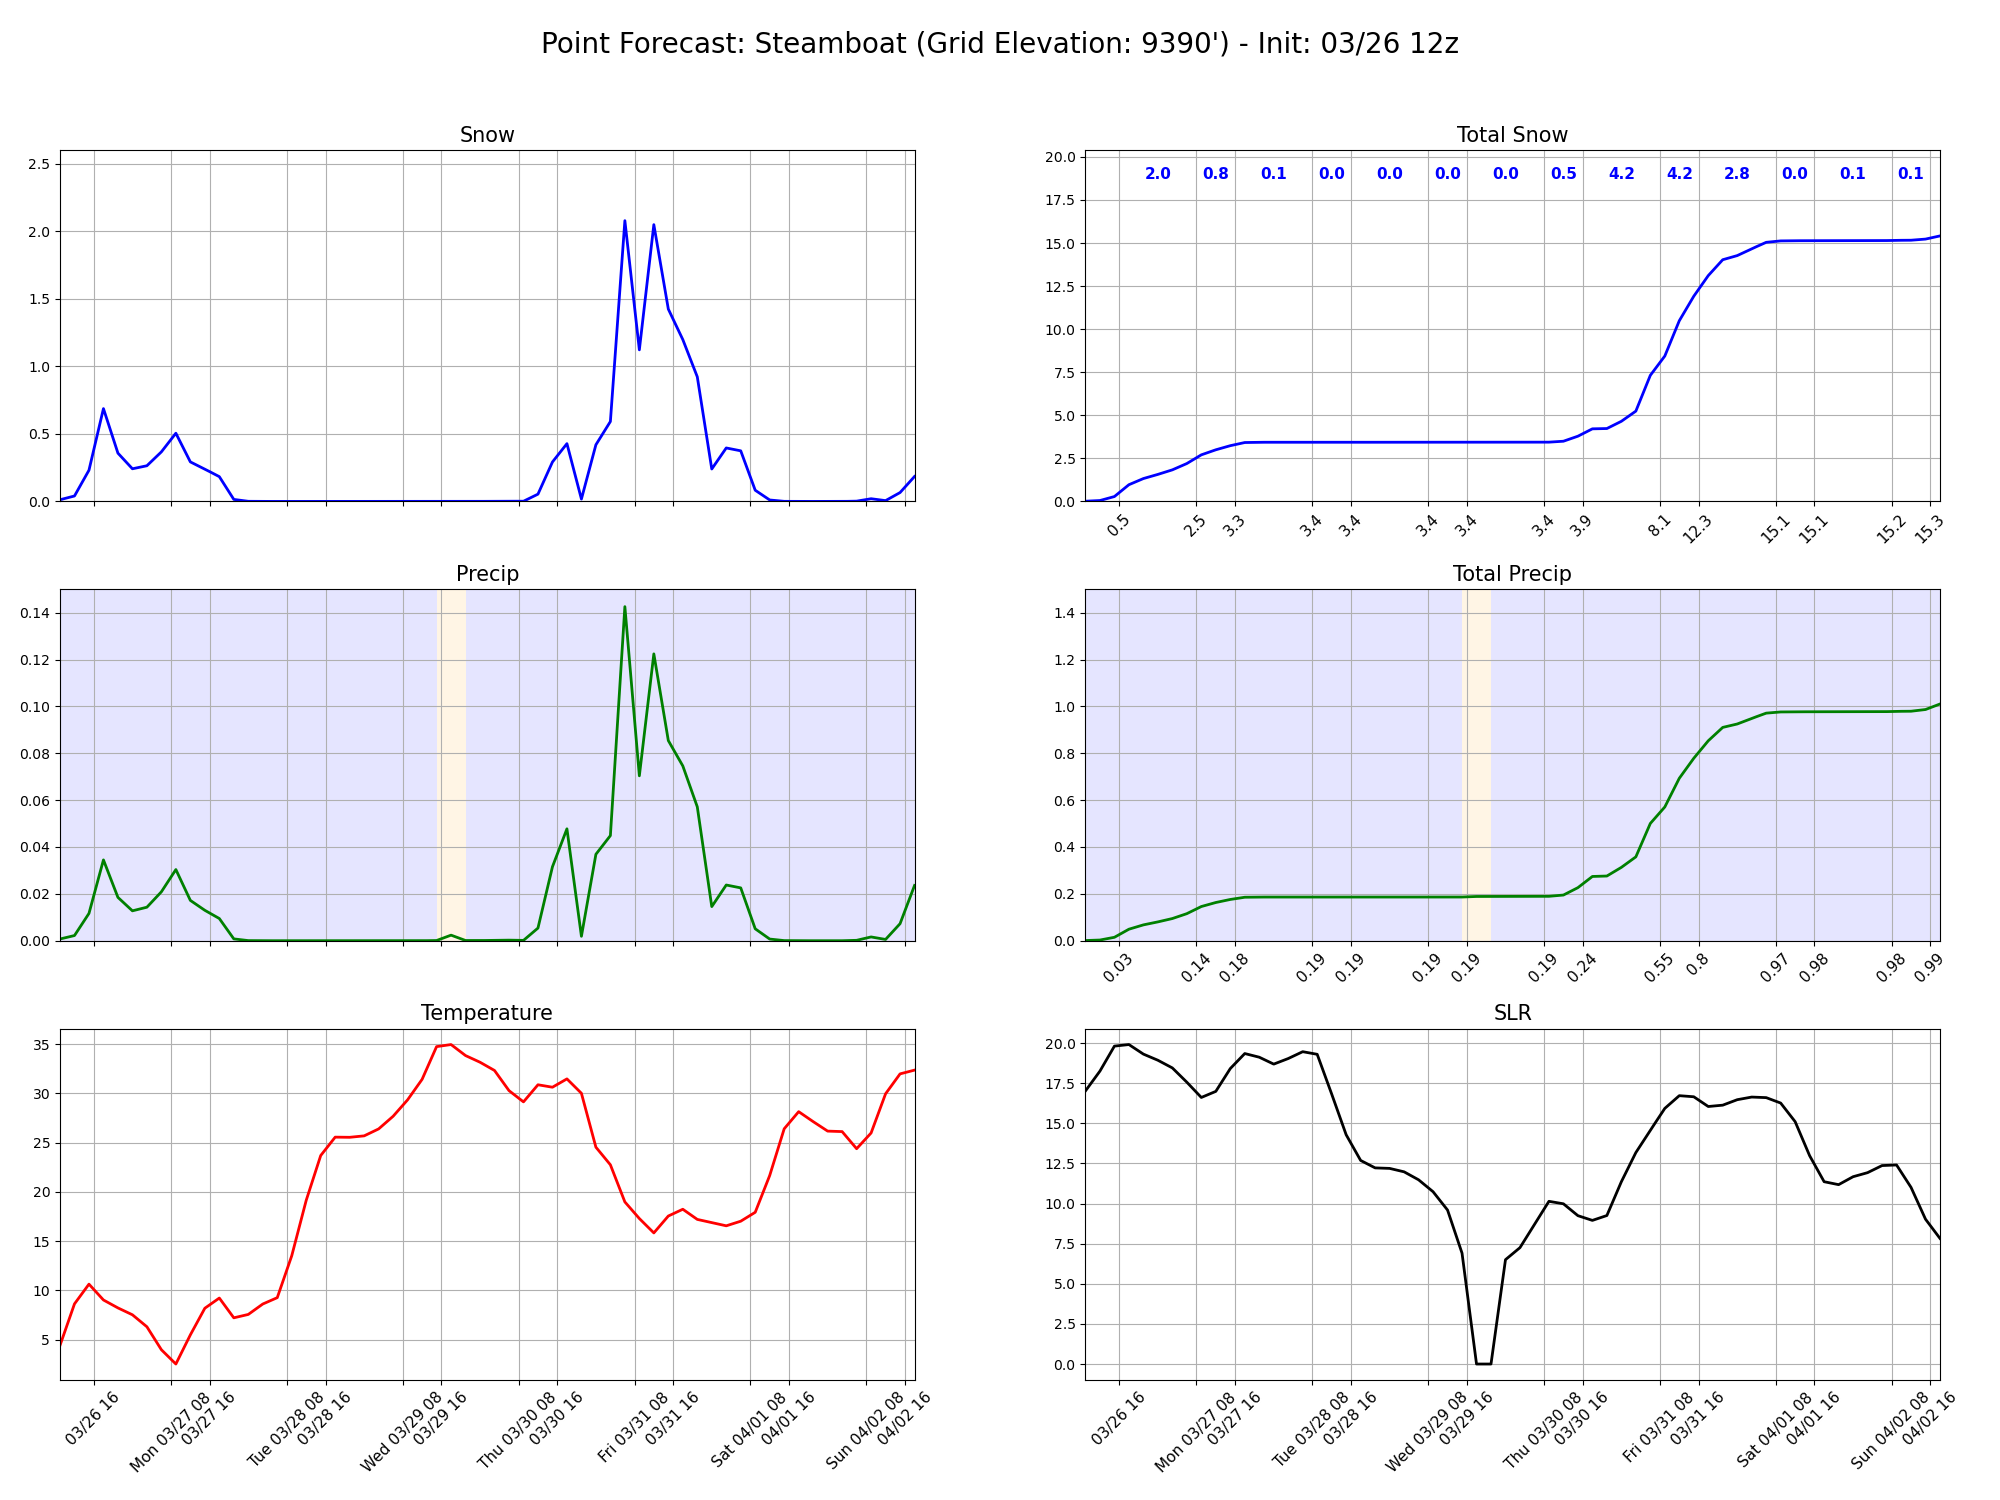 Point Forecast: Steamboat (Grid Elevation: 9390') - Init: 03/26 12z
Snow
2.5
2.0
1.5
1.0
0.5
0.0
Total Snow
20.0
17.5
15.0
12.5
10.0
7.5
5.0
2.5
0.0
2.0 0.8 0.1 0.0 0.0 0.0 0.0 0.5 4.2 4.2 2.8 0.0 0.1 0.1
0.5 2.5 3.3 3.4 3.4 3.4 3.4 3.4 3.9 8.1 12.3 15.1 15.1 15.2 15.3
Precip
0.14
0.12
0.10
0.08
0.06
0.04
0.02
0.00
Total Precip
1.4
1.2
1.0
0.8
0.6
0.4
0.2
0.0
0.03 0.14 0.18 0.19 0.19 0.19 0.19 0.19 0.24 0.55 0.8 0.97 0.98 0.98 0.99
Temperature
35
30
25
20
15
10
5
03/26 16
Mon 03/27 08
03/27 16
Tue 03/28 08
03/28 16
Wed 03/29 08
03/29 16
Thu 03/30 08
03/30 16
Fri 03/31 08
03/31 16
Sat 04/01 08
04/01 16
Sun 04/02 08
04/02 16
SLR
20.0
17.5
15.0
12.5
10.0
7.5
5.0
2.5
0.0
03/26 16
Mon 03/27 08
03/27 16
Tue 03/28 08
03/28 16
Wed 03/29 08
03/29 16
Thu 03/30 08
03/30 16
Fri 03/31 08
03/31 16
Sat 04/01 08
04/01 16
Sun 04/02 08
04/02 16